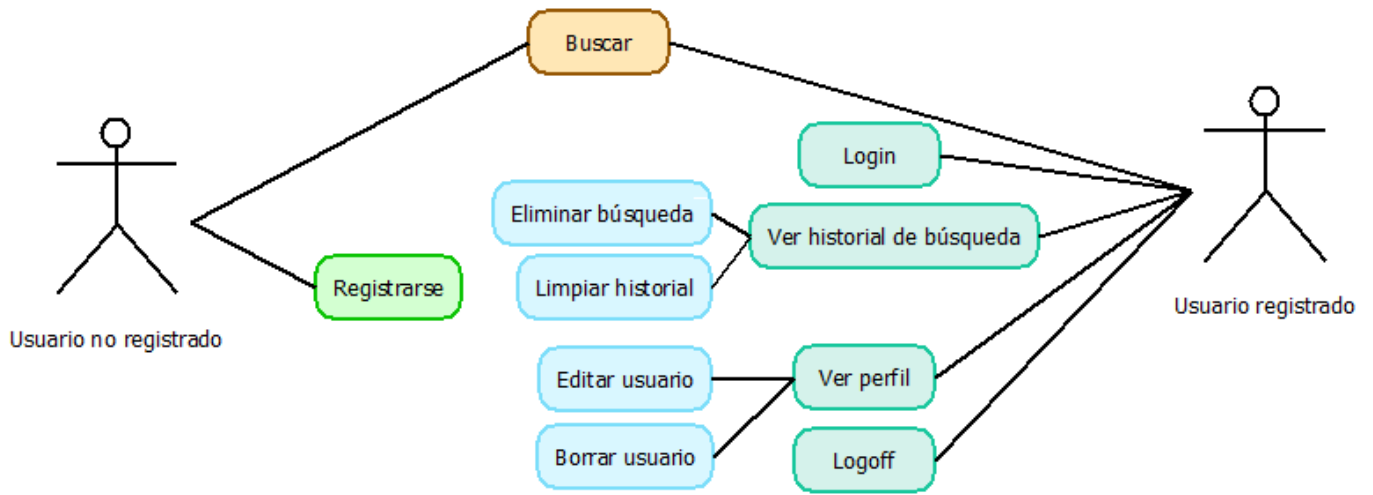 Buscar
Login
Eliminar búsqueda
Ver historial de búsqueda
Limpiar historial
Registrarse
Usuario registrado
Usuario no registrado
Editar usuario
Ver perfil
Borrar usuario
Logoff